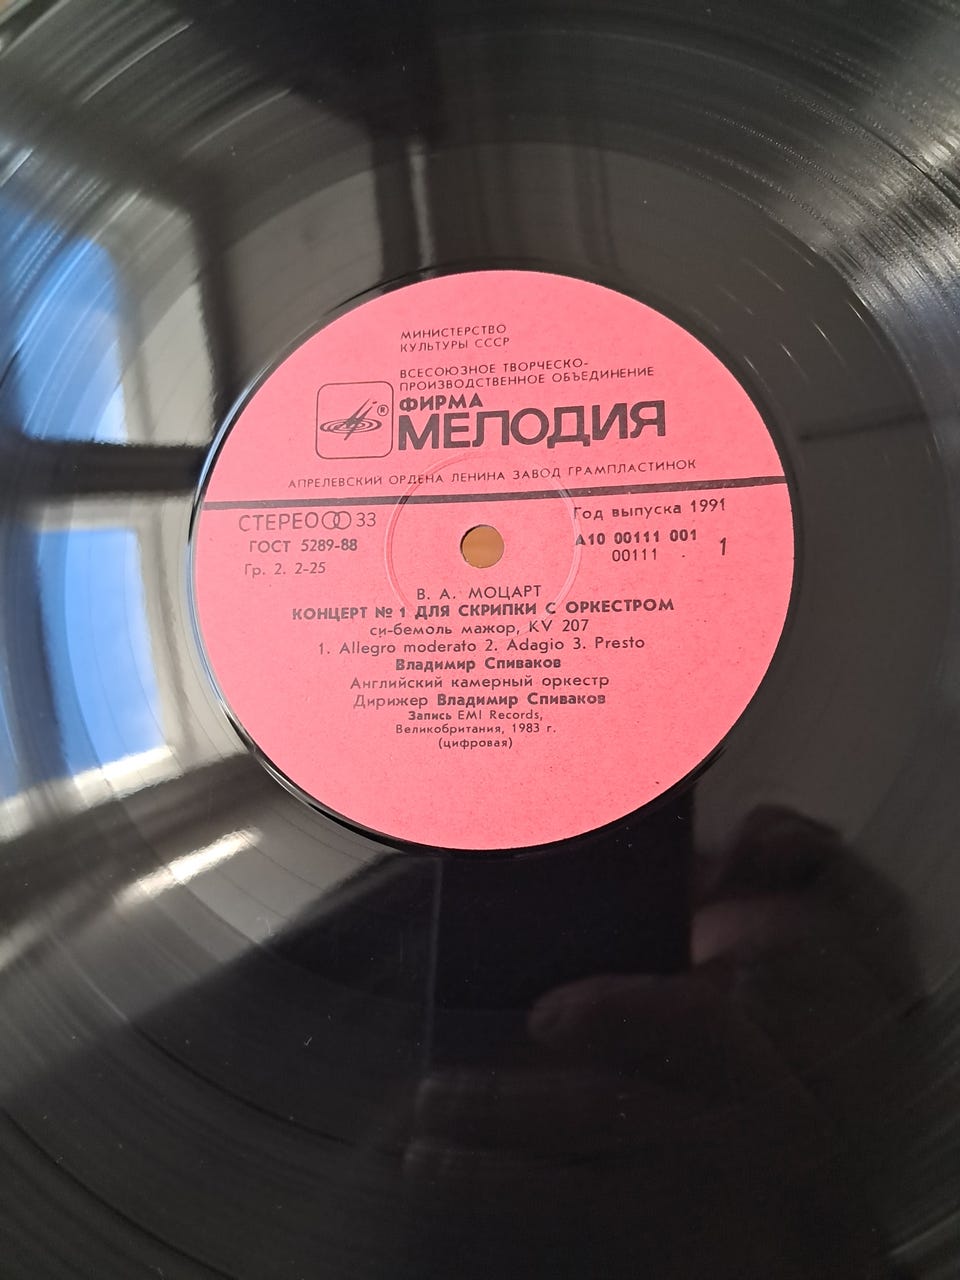 МИНИСТЕРСТВО
КУЛЬТУРЫ СССР
ВСЕСОЮЗНОЕ ТВОРЧЕСКО-
ПРОИЗВОДСТВЕННОЕ ОБЪЕДИНЕНИЕ
®
ФИРМА
МЕЛОДИЯ
АПРЕЛЕВСКИЙ ОРДЕНА ЛЕНИНА ЗАВОД ГРАМПЛАСТИНОК
СТЕРЕО 33
ГОСТ 5289-88
Гр. 2. 2-25
Год выпуска 1991
А10 00111 001
00111 . 1
В. А. МОЦАРТ
КОНЦЕРТ № 1 ДЛЯ СКРИПКИ С ОРКЕСТРОМ
си-бемоль мажор, KV 207
1. Allegro moderato 2. Adagio 3. Presto
Владимир Спиваков
Английский камерный оркестр
Дирижер Владимир Спиваков
Запись EMI Records,
Великобритания, 1983 г.
(цифровая)